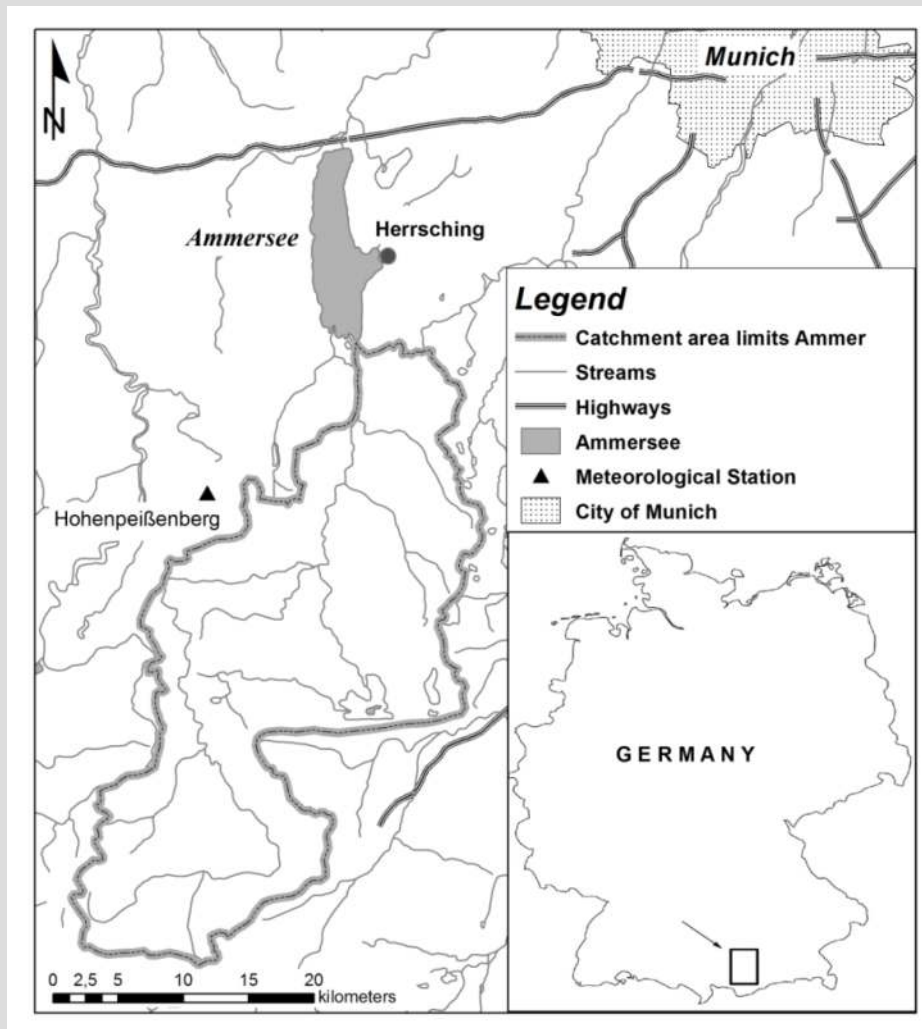 Munich
N
Herrsching
Ammersee
Legend
Catchment area limits Ammer
Streams
Highways
Ammersee
Meteorological Station
City of Munich
Hohenpeißenberg
GERMANY
0 2,5 5 10 15 20
kilometers